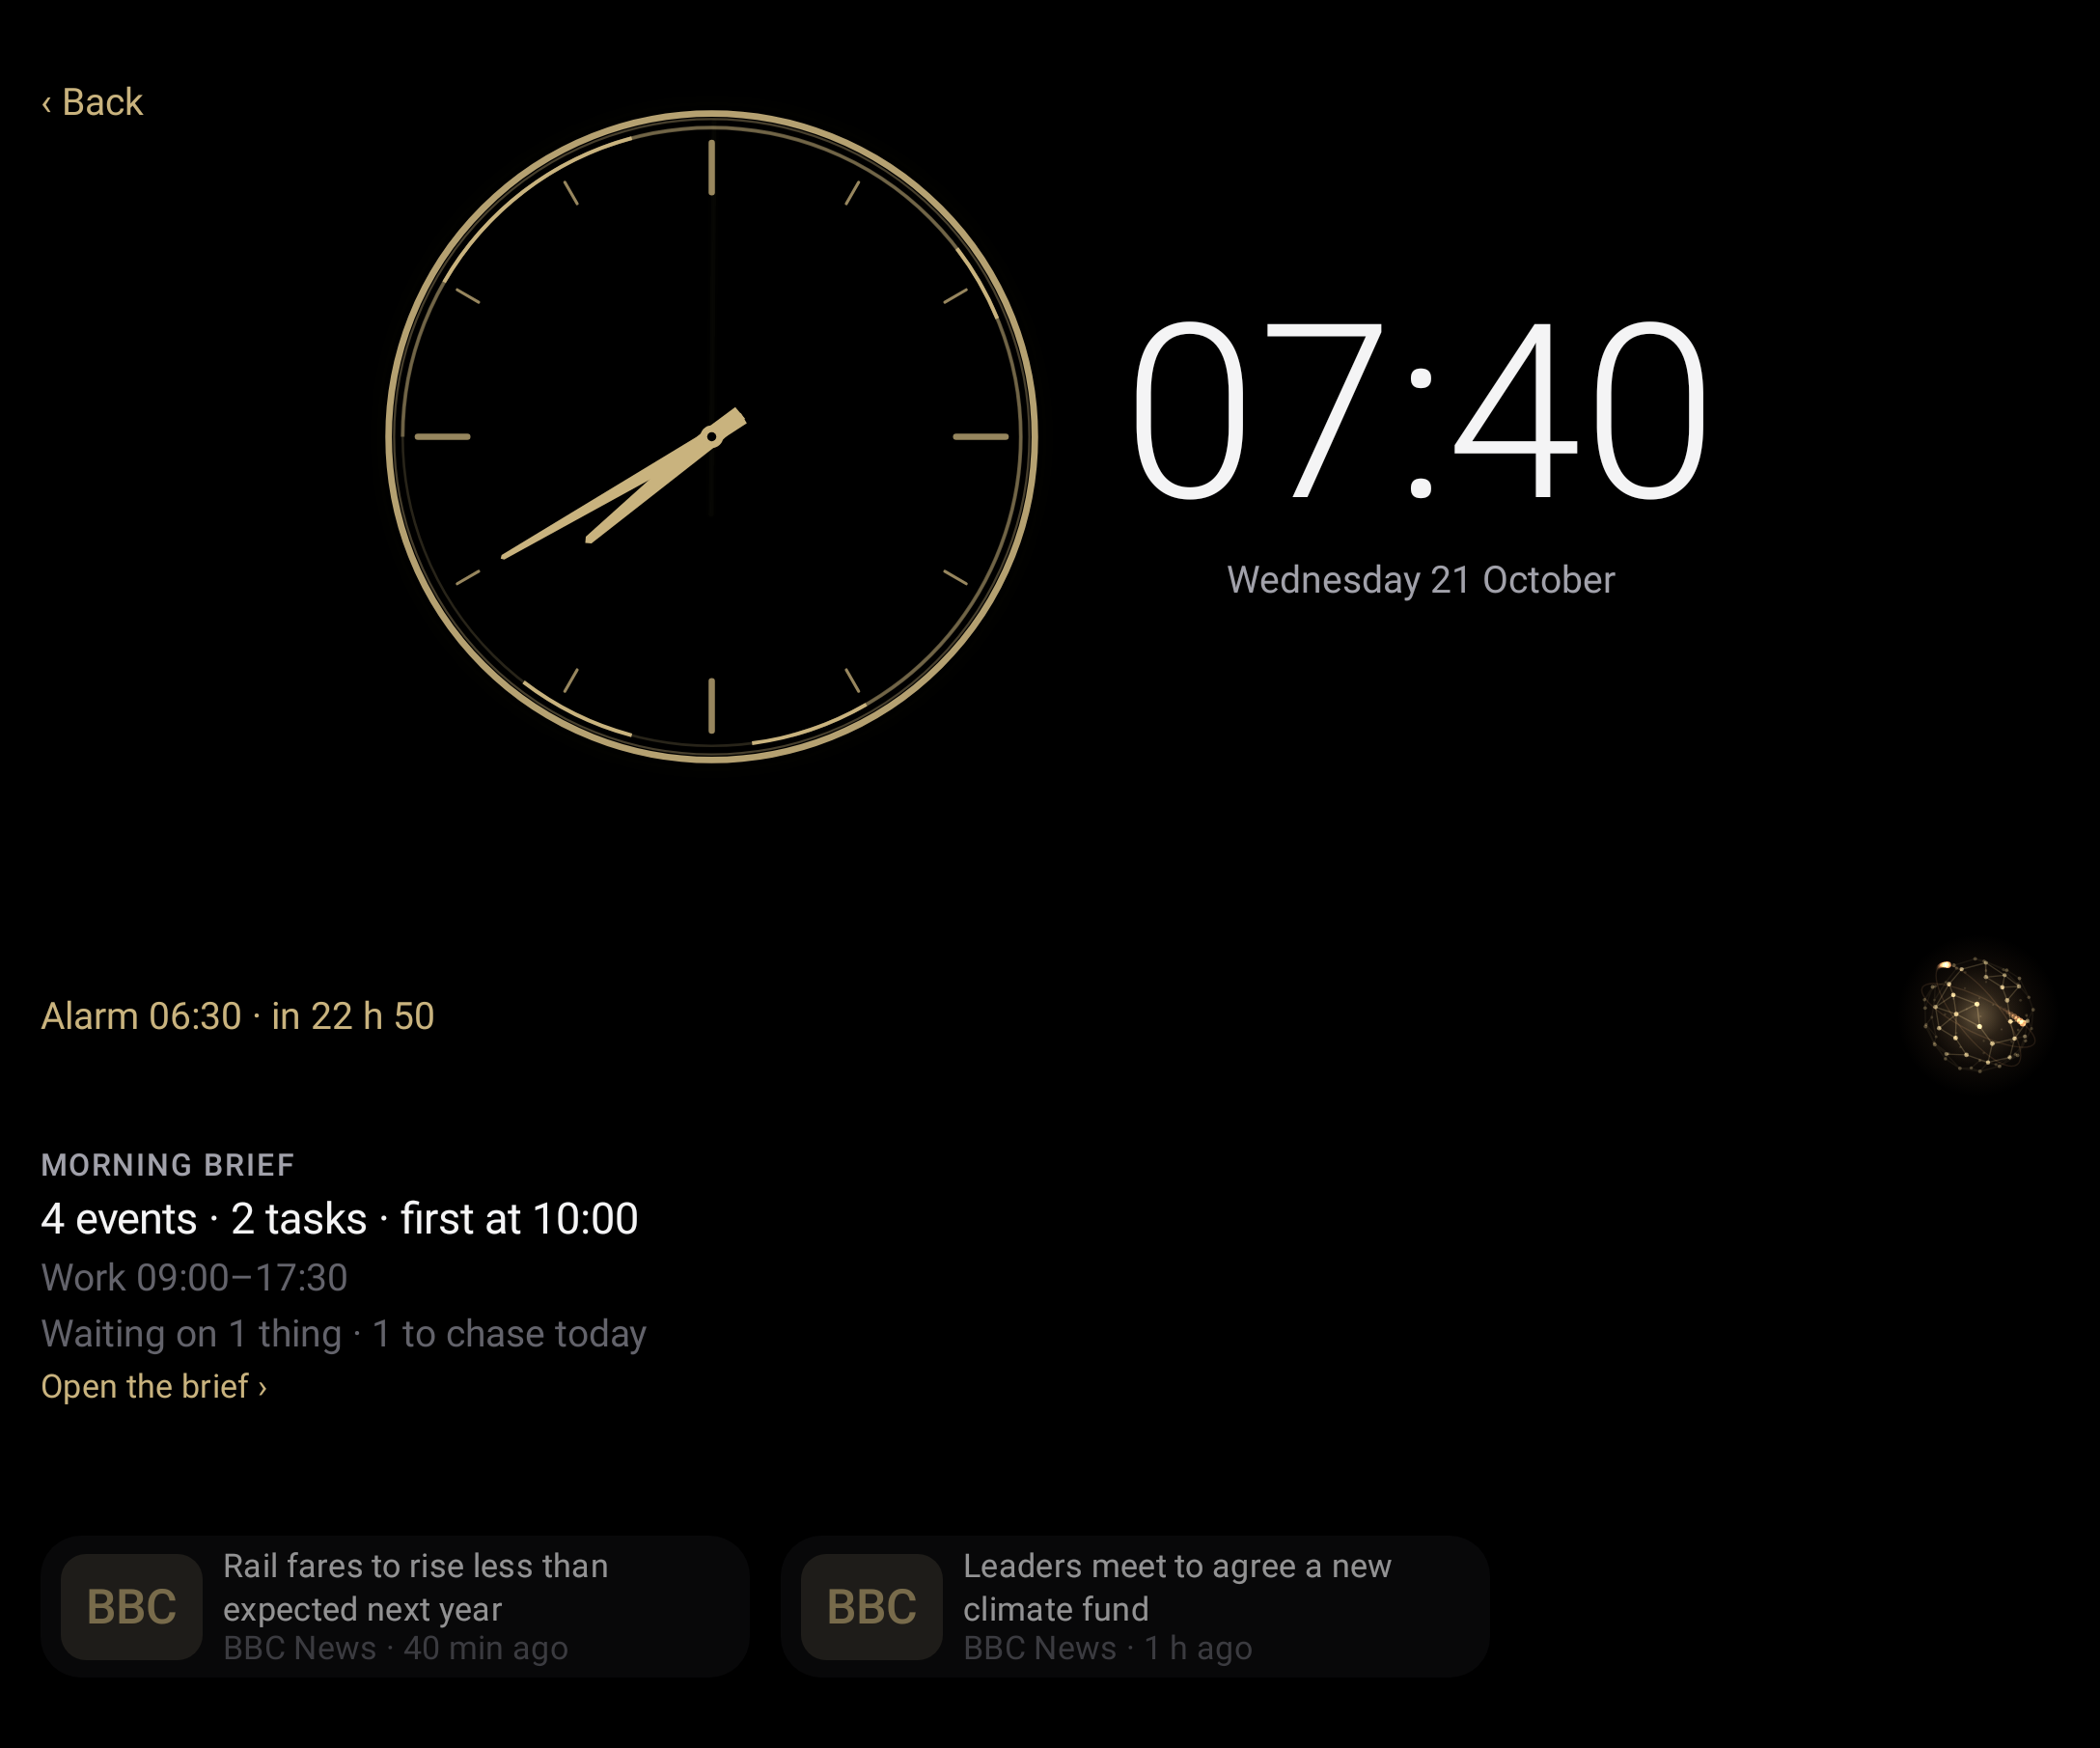 ‹ Back
07:40
Wednesday 21 October
Alarm 06:30 · in 22 h 50
MORNING BRIEF
4 events · 2 tasks · first at 10:00
Work 09:00–17:30
Waiting on 1 thing · 1 to chase today
Open the brief ›
BBC
Rail fares to rise less than
expected next year
BBC News · 40 min ago
BBC
Leaders meet to agree a new
climate fund
BBC News · 1 h ago